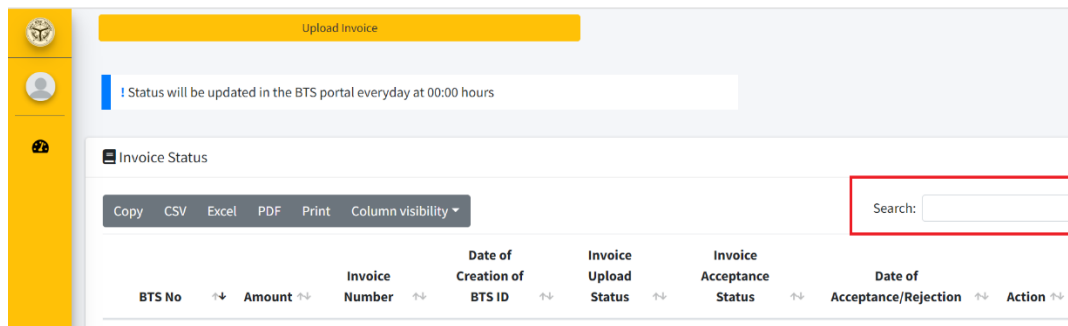 Upload Invoice
! Status will be updated in the BTS portal everyday at 00:00 hours
Invoice Status
Copy CSV Excel PDF Print Column visibility
Search:
BTS No
Amount
Invoice
Number
Date of
Creation of
BTS ID
Invoice
Upload
Status
Invoice
Acceptance
Status
Date of
Acceptance/Rejection
Action